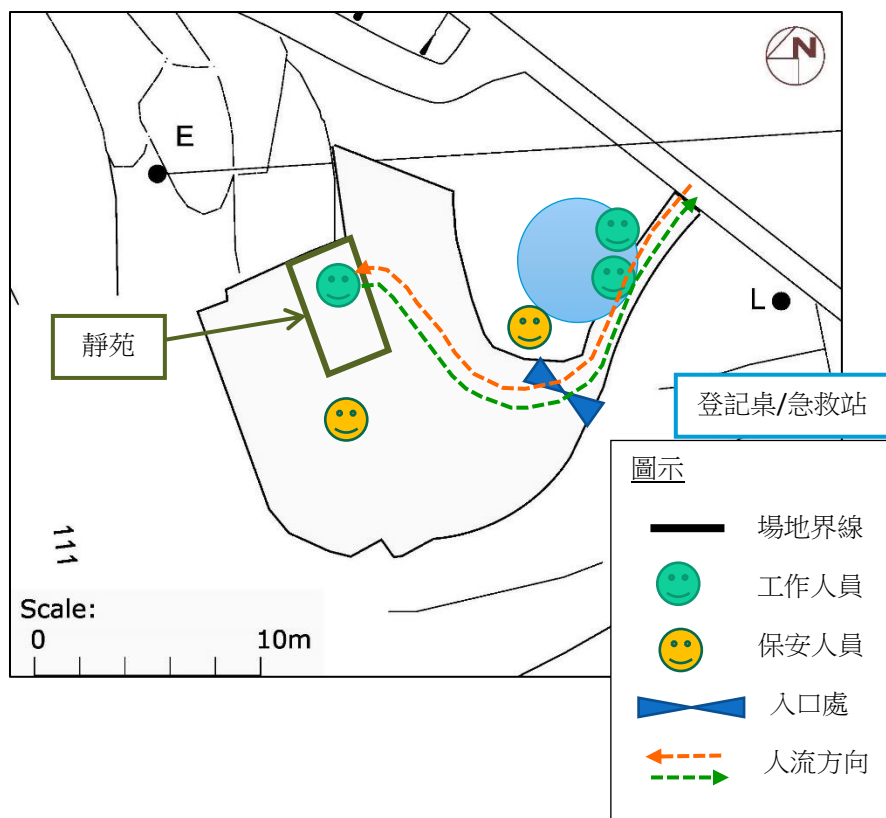 N
E
L
靜苑
登記桌/急救站
圖示
場地界線
工作人員
保安人員
入口處
人流方向
111
Scale:
0 10m